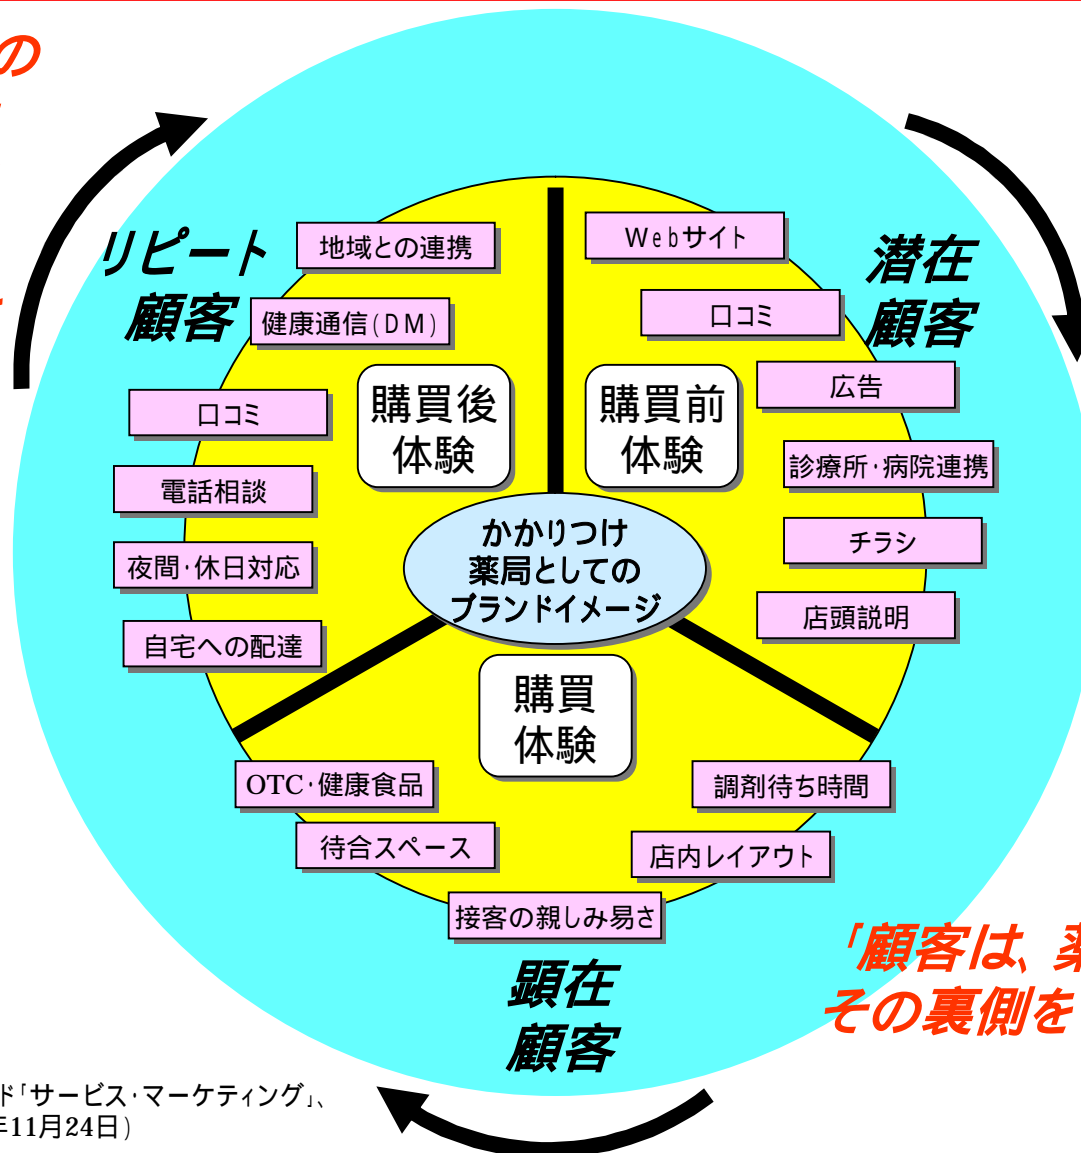 の
リピート
顧客
地域との連携
健康通信(DM)
口コミ
電話相談
夜間・休日対応
自宅への配達
購買後
体験
Webサイト
口コミ
潜在
顧客
広告
診療所・病院連携
チラシ
店頭説明
購買前
体験
かかりつけ
薬局としての
ブランドイメージ
購買
体験
OTC・健康食品
待合スペース
接客の親しみ易さ
店内レイアウト
調剤待ち時間
顕在
顧客
「顧客は、薬
その裏側を
ド「サービス・マーケティング」、
年11月24日)